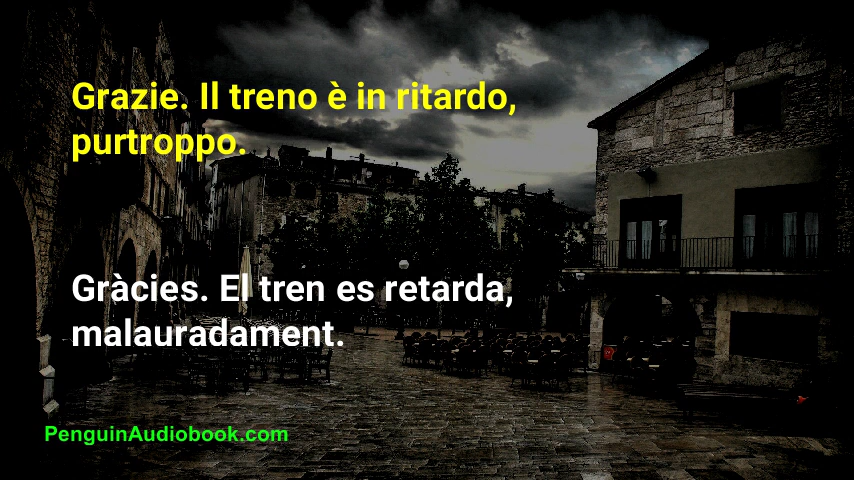 Grazie. Il treno è in ritardo,
purtroppo.
Gràcies. El tren es retarda,
malauradament.
PenguinAudiobook.com